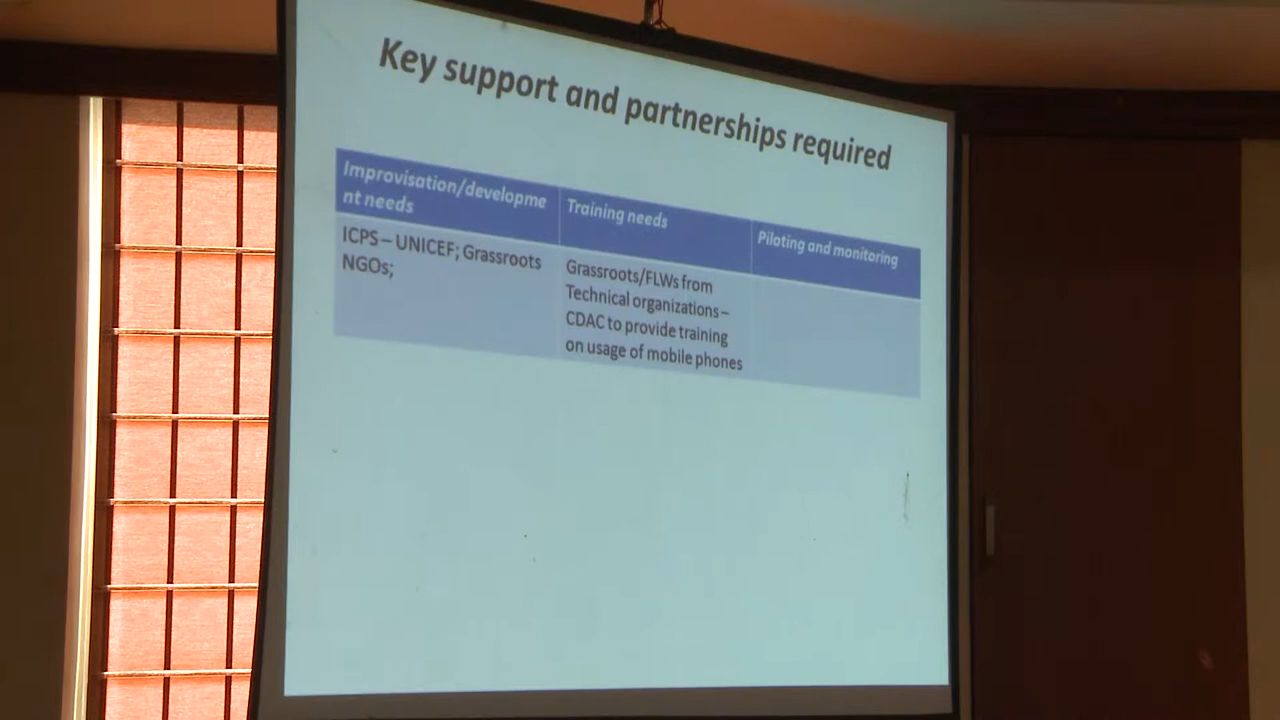 Key support and partnerships required
Improvisation/developme
nt needs
Training needs
Piloting and monitoring
ICPS – UNICEF; Grassroots
NGOs;
Grassroots/FLWs from
Technical organizations –
CDAC to provide training
on usage of mobile phones